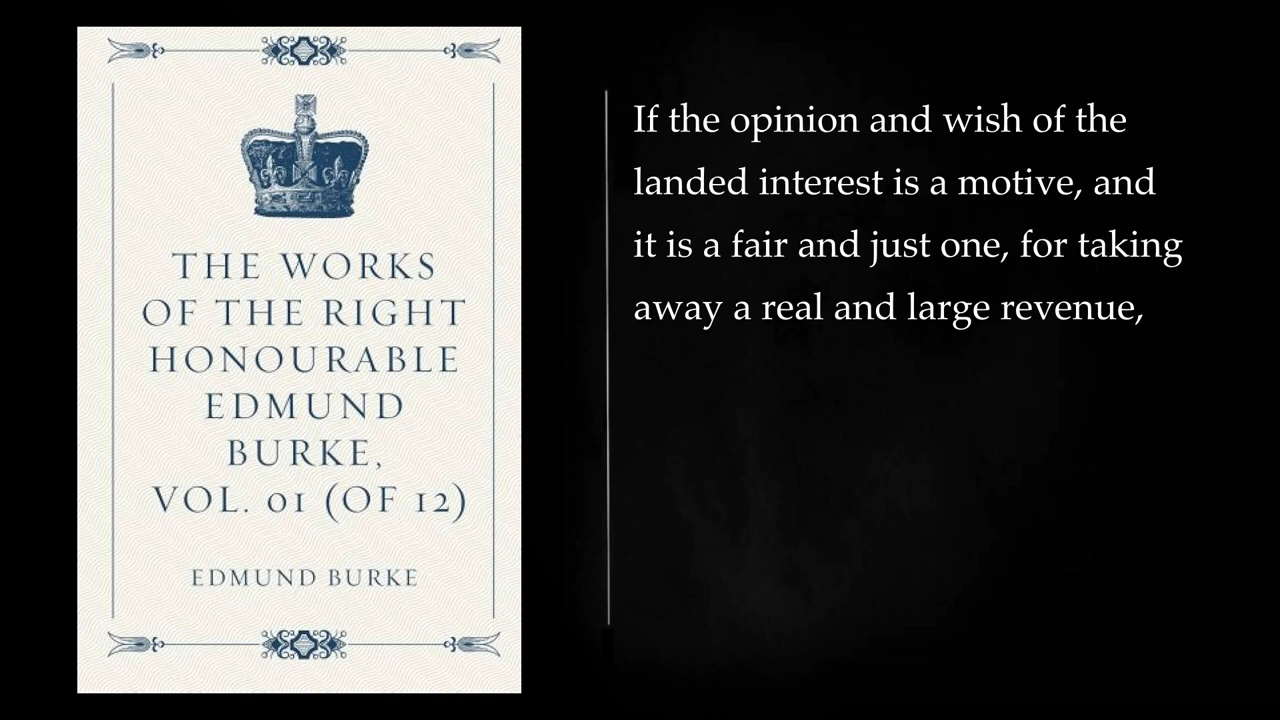 THE WORKS
OF THE RIGHT
HONOURABLE
EDMUND
BURKE,
VOL. 01 (OF 12)
EDMUND BURKE
If the opinion and wish of the
landed interest is a motive, and
it is a fair and just one, for taking
away a real and large revenue,